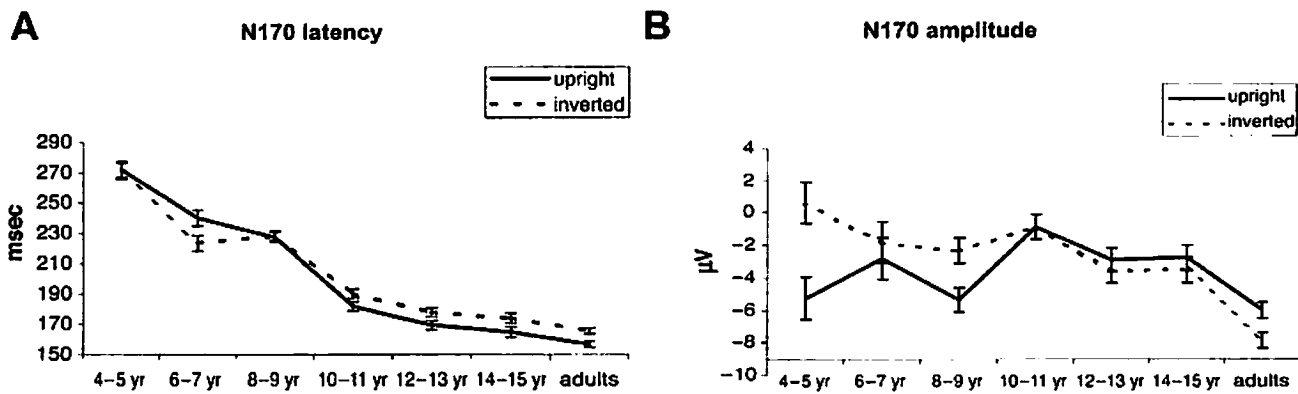 A
N170 latency
upright
inverted
msec
290
270
250
230
210
190
170
150
4–5 yr 6–7 yr 8–9 yr 10–11 yr 12–13 yr 14–15 yr adults
B
N170 amplitude
upright
inverted
µV
4
2
0
−2
−4
−6
−8
−10
4–5 yr 6–7 yr 8–9 yr 10–11 yr 12–13 yr 14–15 yr adults